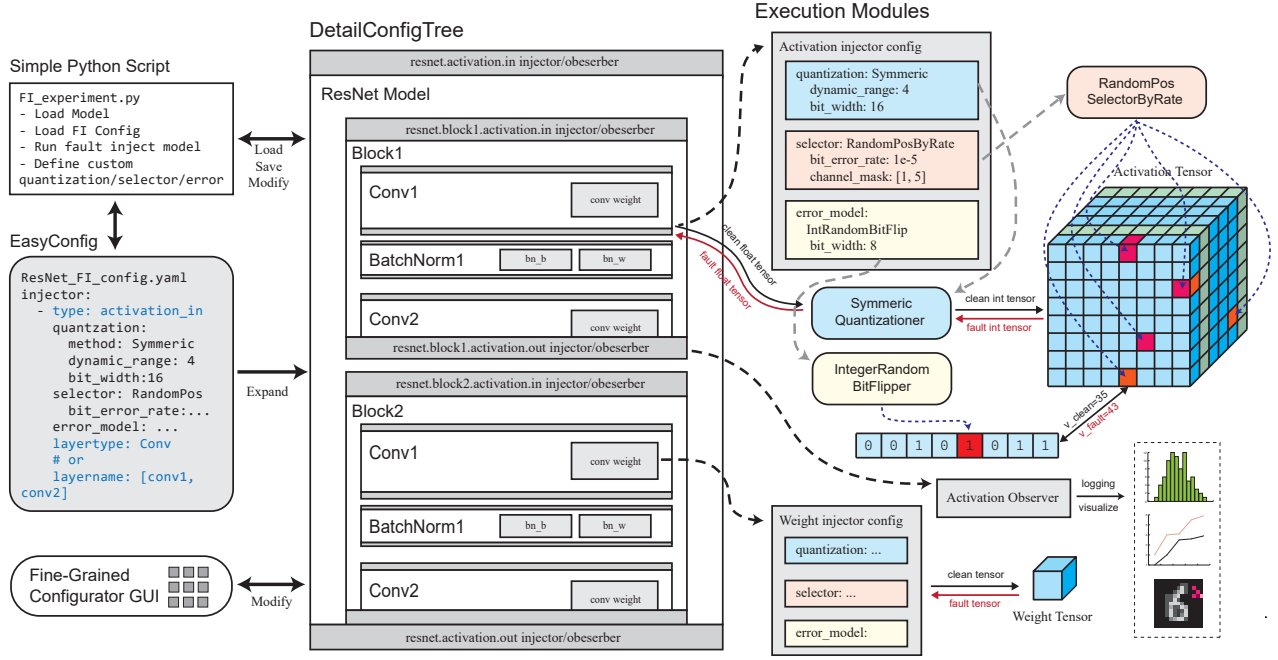 Execution Modules
DetailConfigTree
Simple Python Script
FI_experiment.py
- Load Model
- Load FI Config
- Run fault inject model
- Define custom
quantization/selector/error
Load
Save
Modify
EasyConfig
ResNet_FI_config.yaml
injector:
- type: activation_in
quantzation:
method: Symmeric
dynamic_range: 4
bit_width:16
selector: RandomPos
bit_error_rate:...
error_model: ...
layertype: Conv
# or
layername: [conv1,
conv2]
Expand
Fine-Grained
Configurator GUI
Modify
resnet.activation.in injector/obeserber
ResNet Model
resnet.block1.activation.in injector/obeserber
Block1
Conv1
conv weight
BatchNorm1
bn_b
bn_w
Conv2
resnet.block1.activation.out injector/obeserber
resnet.block2.activation.in injector/obeserber
Block2
Conv1
conv weight
BatchNorm1
bn_b
bn_w
Conv2
conv weight
resnet.activation.out injector/obeserber
Activation injector config
quantization: Symmeric
dynamic_range: 4
bit_width: 16
selector: RandomPosByRate
bit_error_rate: 1e-5
channel_mask: [1, 5]
error_model:
IntRandomBitFlip
bit_width: 8
RandomPos
SelectorByRate
Activation Tensor
clean float tensor
fault float tensor
Symmeric
Quantizationer
clean int tensor
fault int tensor
IntegerRandom
BitFlipper
v_clean=35
v_fault=43
0 0 1 0 1 0 1 1
Activation Observer
logging
visualize
Weight injector config
quantization: ...
selector: ...
error_model:
clean tensor
fault tensor
Weight Tensor
.